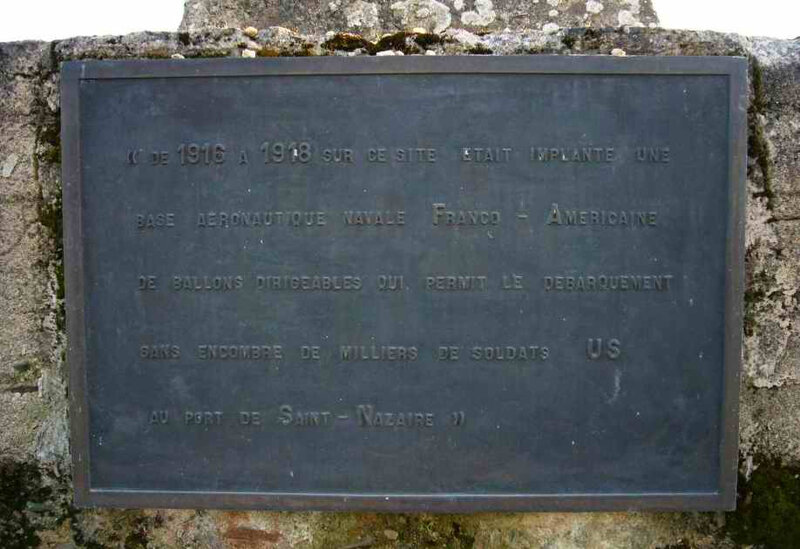 « DE 1916 A 1918 SUR CE SITE ETAIT IMPLANTE UNE
BASE AÉRONAUTIQUE NAVALE FRANCO - AMERICAINE
DE BALLONS DIRIGEABLES QUI PERMIT LE DEBARQUEMENT
SANS ENCOMBRE DE MILLIERS DE SOLDATS US
AU PORT DE SAINT - NAZAIRE »